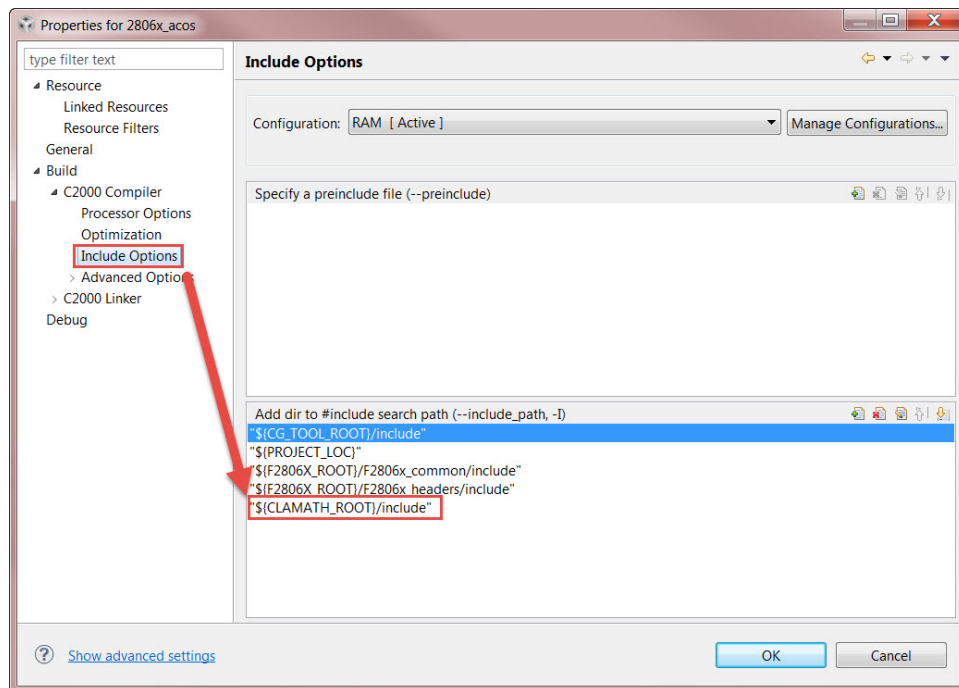 Properties for 2806x_acos
type filter text
Resource
Linked Resources
Resource Filters
General
Build
C2000 Compiler
Processor Options
Optimization
Include Options
Advanced Options
C2000 Linker
Debug
Include Options
Configuration: RAM [ Active ] Manage Configurations...
Specify a preinclude file (--preinclude)
Add dir to #include search path (--include_path, -I)
"${CG_TOOL_ROOT}/include"
"${PROJECT_LOC}"
"${F2806X_ROOT}/F2806x_common/include"
"${F2806X_ROOT}/F2806x_headers/include"
"${CLAMATH_ROOT}/include"
Show advanced settings
OK Cancel